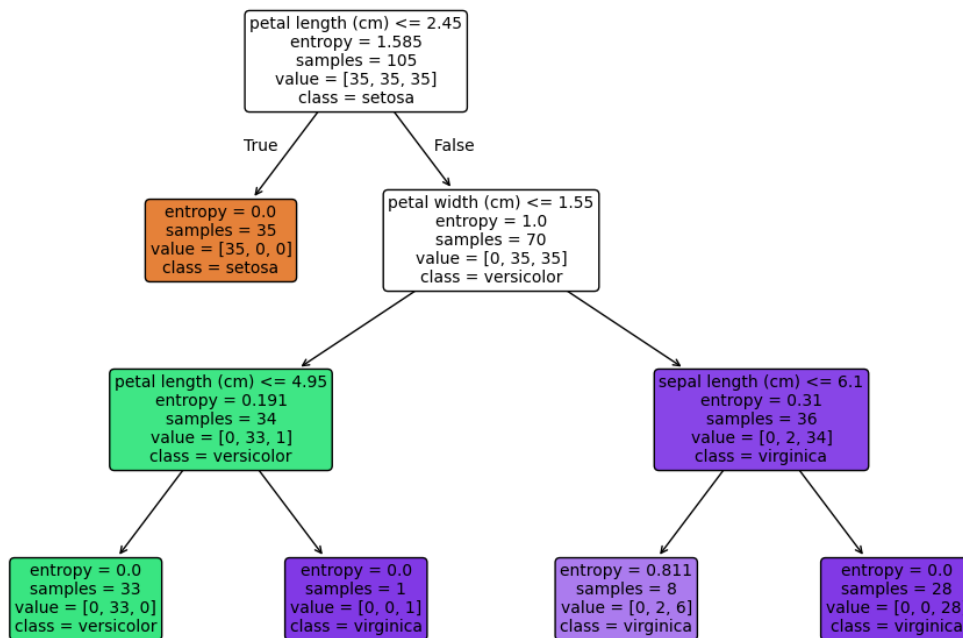 petal length (cm) <= 2.45
entropy = 1.585
samples = 105
value = [35, 35, 35]
class = setosa
True
False
entropy = 0.0
samples = 35
value = [35, 0, 0]
class = setosa
petal width (cm) <= 1.55
entropy = 1.0
samples = 70
value = [0, 35, 35]
class = versicolor
petal length (cm) <= 4.95
entropy = 0.191
samples = 34
value = [0, 33, 1]
class = versicolor
sepal length (cm) <= 6.1
entropy = 0.31
samples = 36
value = [0, 2, 34]
class = virginica
entropy = 0.0
samples = 33
value = [0, 33, 0]
class = versicolor
entropy = 0.0
samples = 1
value = [0, 0, 1]
class = virginica
entropy = 0.811
samples = 8
value = [0, 2, 6]
class = virginica
entropy = 0.0
samples = 28
value = [0, 0, 28]
class = virginica